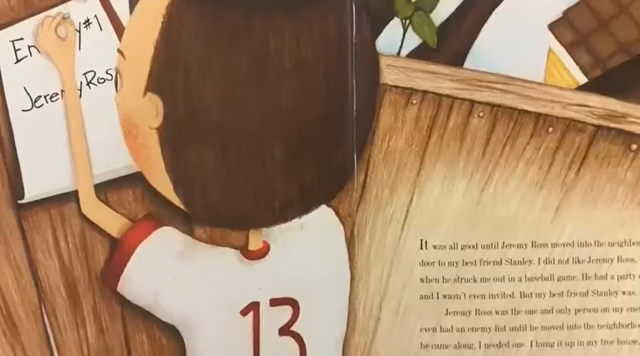 En y#1
Jeremy Ross
13
It was all good until Jeremy Ross moved into the
door to my best friend Stanley. I did not like Jeremy Ross.
when he struck me out in a baseball game. He had a party
and I wasn't even invited. But my best friend Stanley was.
Jeremy Ross was the one and only person on my
even had an enemy list until he moved into the
he came along, I needed one. I hung it up in my tree house,